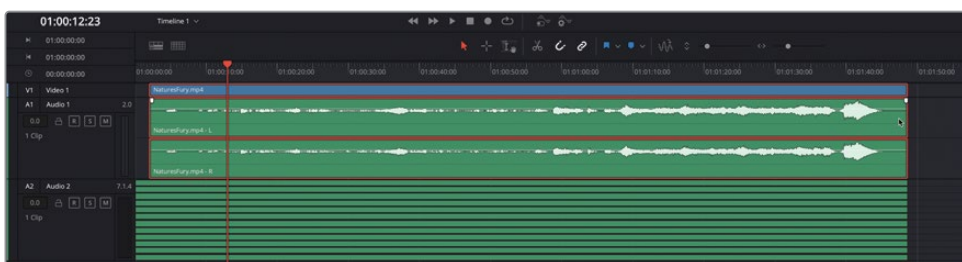 01:00:12:23 Timeline 1
01:00:00:00
01:00:00:00
00:00:00:00
01:00:00:00 01:00:10:00 01:00:20:00 01:00:30:00 01:00:40:00 01:00:50:00 01:01:00:00 01:01:10:00 01:01:20:00 01:01:30:00 01:01:40:00 01:01:50:00
V1 Video 1 NaturesFury.mp4
A1 Audio 1 2.0
0.0 R S M
1 Clip
NaturesFury.mp4 - L
NaturesFury.mp4 - R
A2 Audio 2 7.1.4
0.0 R S M
1 Clip